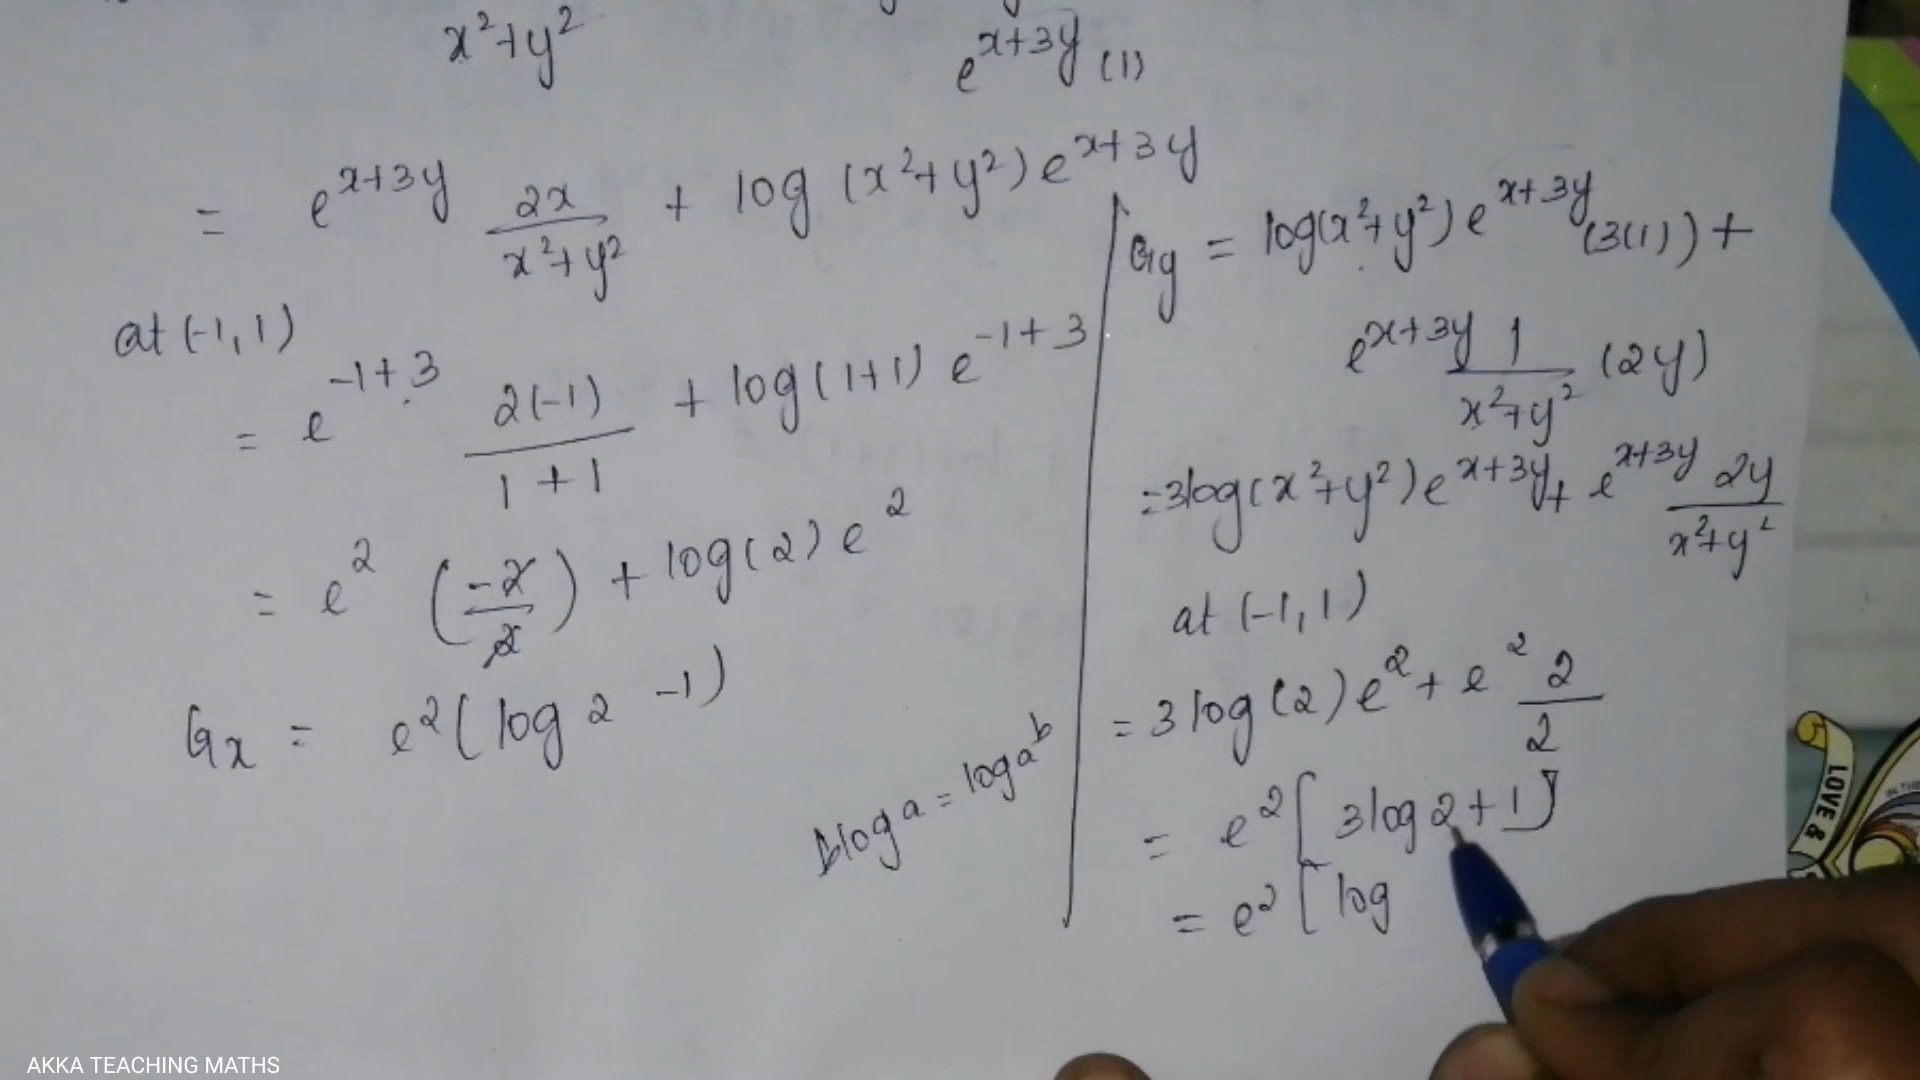 x²+y²
e^{x+3y} (1)
= e^{x+3y} 2x/(x²+y²) + log (x²+y²) e^{x+3y}
at (-1, 1)
= e^{-1+3} 2(-1)/(1+1) + log(1+1) e^{-1+3}
= e² (-2/2) + log(2) e²
Gx = e² (log 2 -1)
blog a = log a^b
Gy = log(x²+y²) e^{x+3y} (3(1)) +
e^{x+3y} 1/(x²+y²) (2y)
= 3log(x²+y²) e^{x+3y} + e^{x+3y} 2y/(x²+y²)
at (-1, 1)
= 3 log (2) e² + e² 2/2
= e² [3log 2 + 1]
= e² [log
LOVE &
AKKA TEACHING MATHS